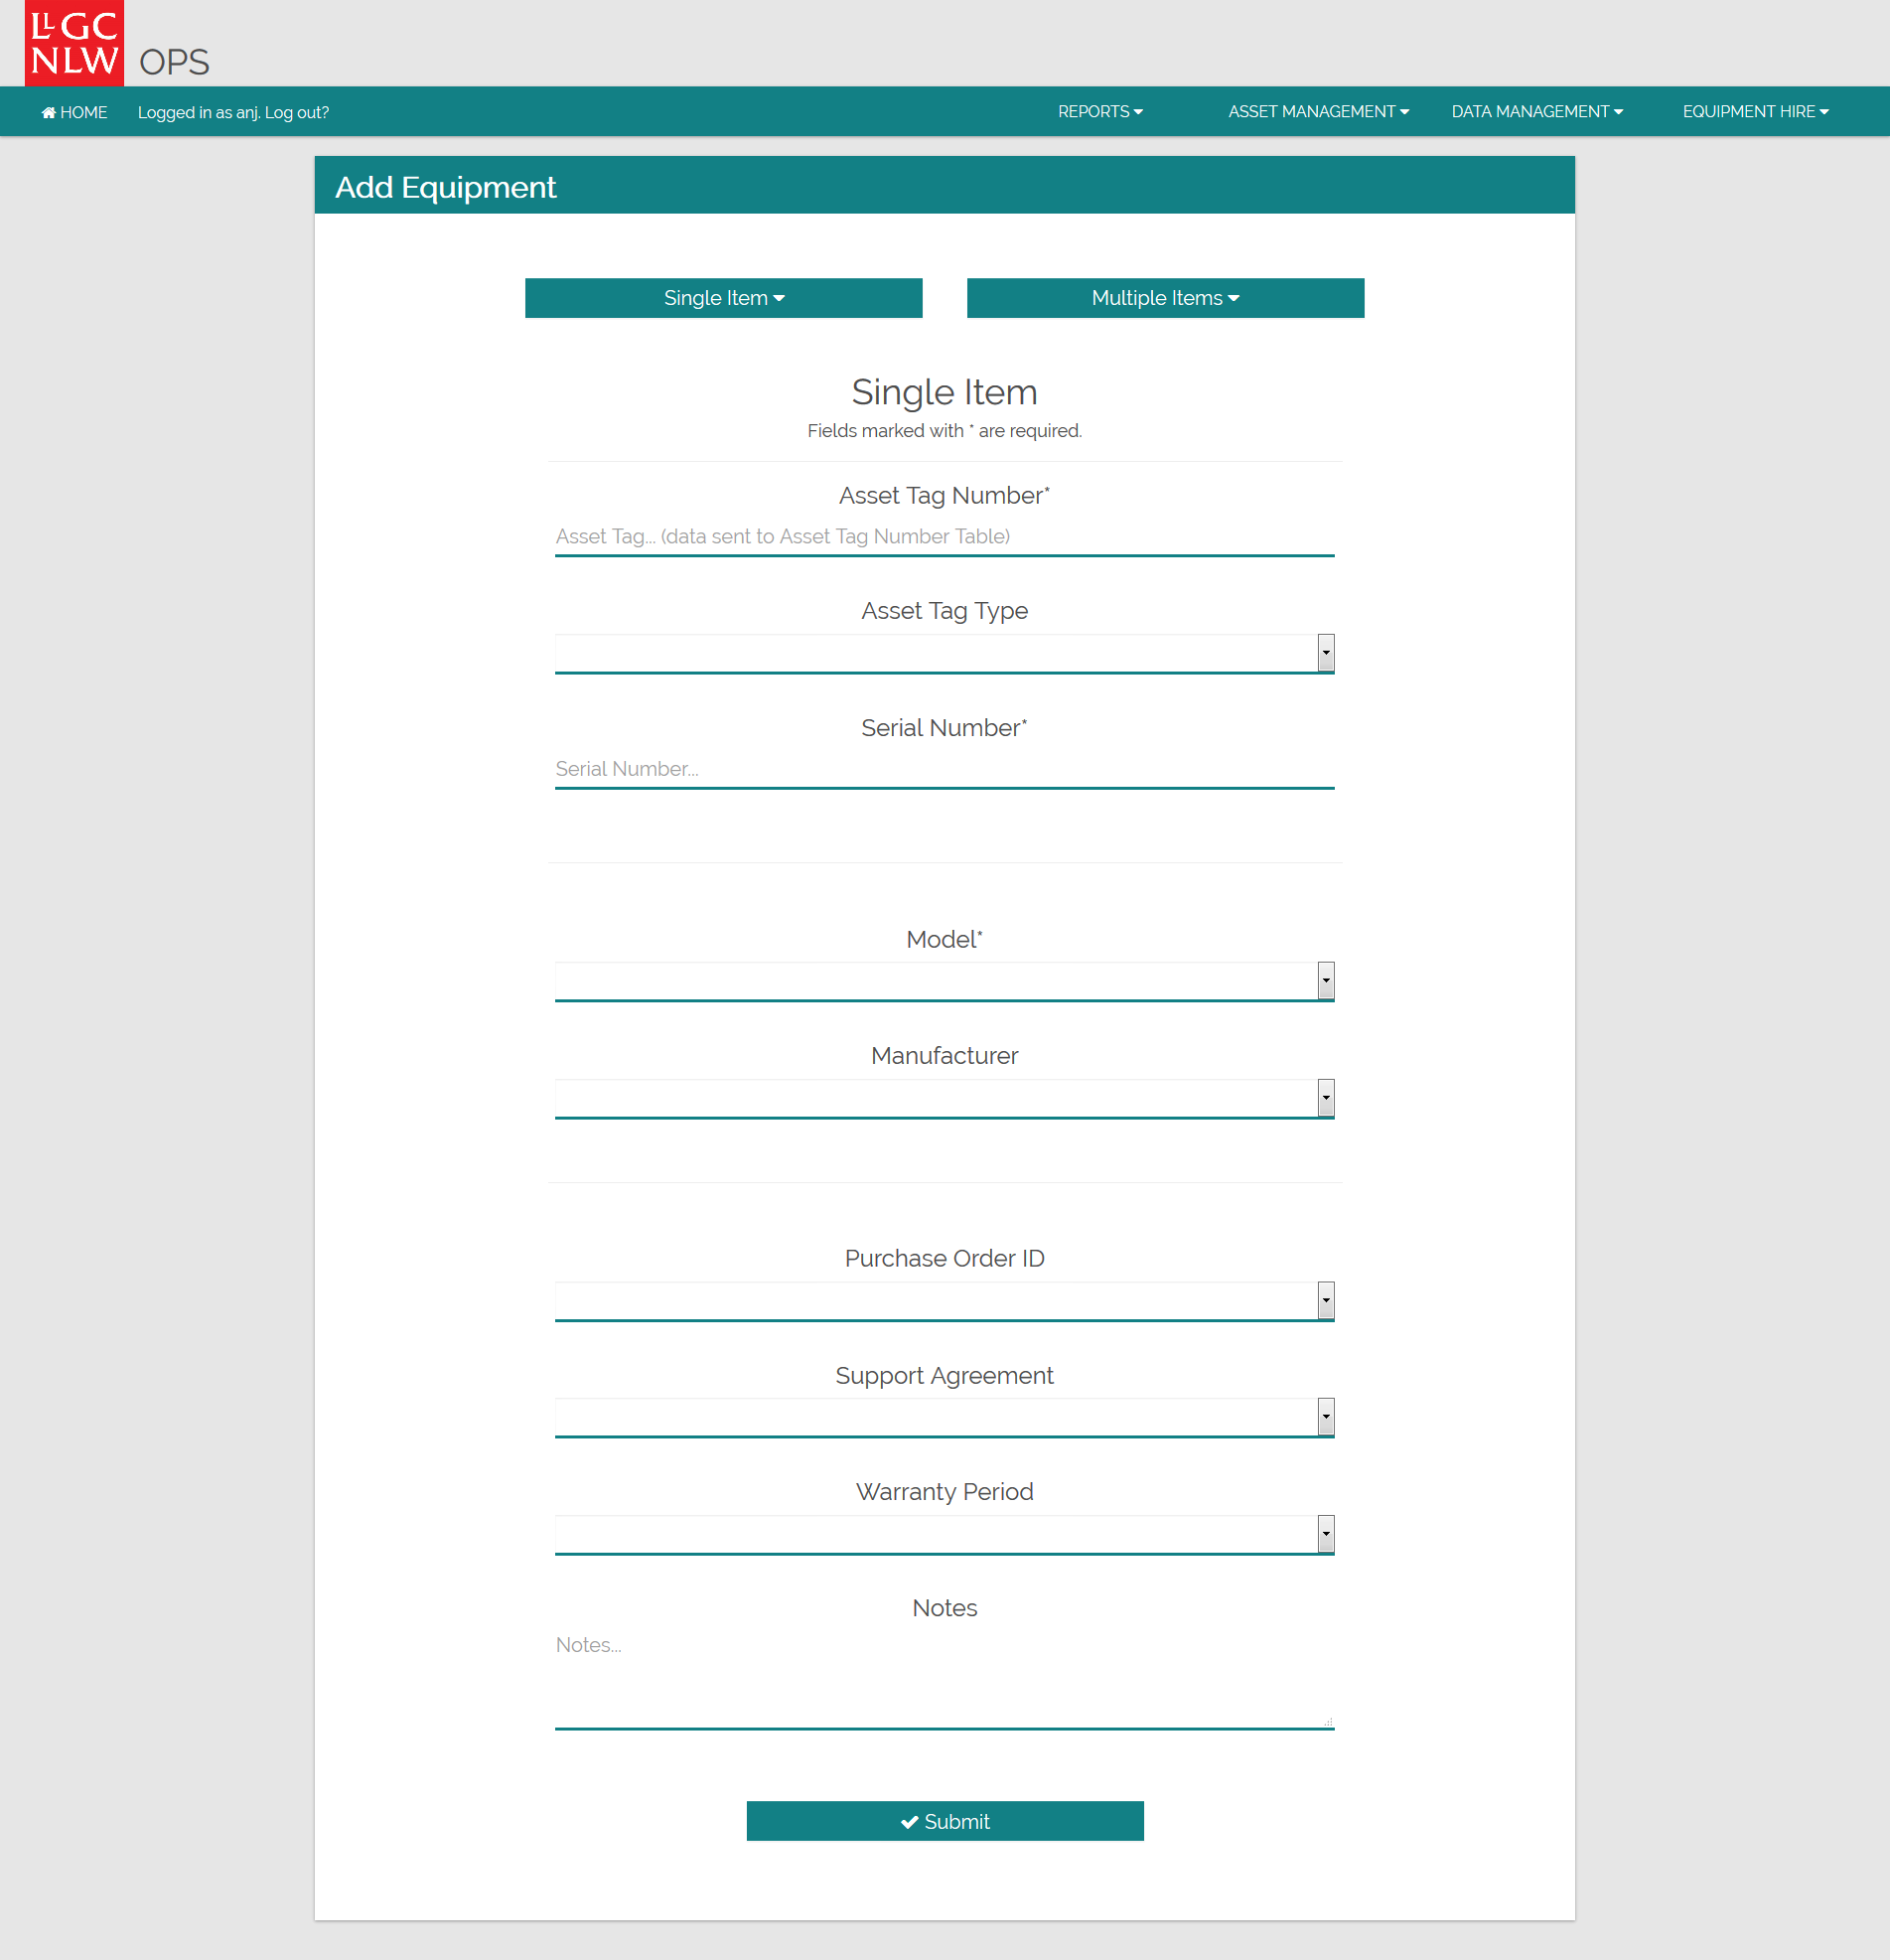 LLGC
NLW
OPS
HOME Logged in as anj. Log out? REPORTS ASSET MANAGEMENT DATA MANAGEMENT EQUIPMENT HIRE
Add Equipment
Single Item Multiple Items
Single Item
Fields marked with * are required.
Asset Tag Number*
Asset Tag... (data sent to Asset Tag Number Table)
Asset Tag Type
Serial Number*
Serial Number...
Model*
Manufacturer
Purchase Order ID
Support Agreement
Warranty Period
Notes
Notes...
Submit